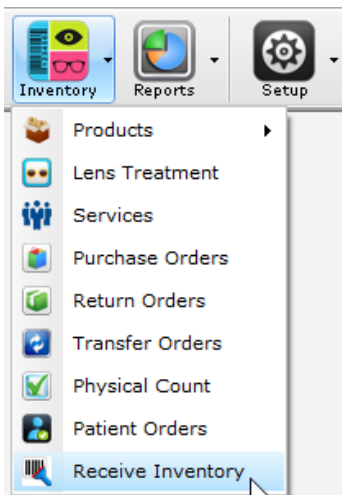 Inventory
Reports
Setup
Products
Lens Treatment
Services
Purchase Orders
Return Orders
Transfer Orders
Physical Count
Patient Orders
Receive Inventory